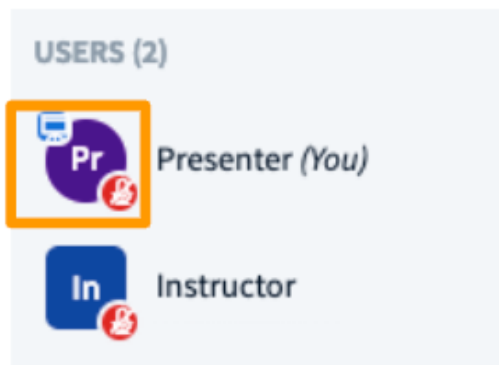 USERS (2)
Pr Presenter (You)
In Instructor